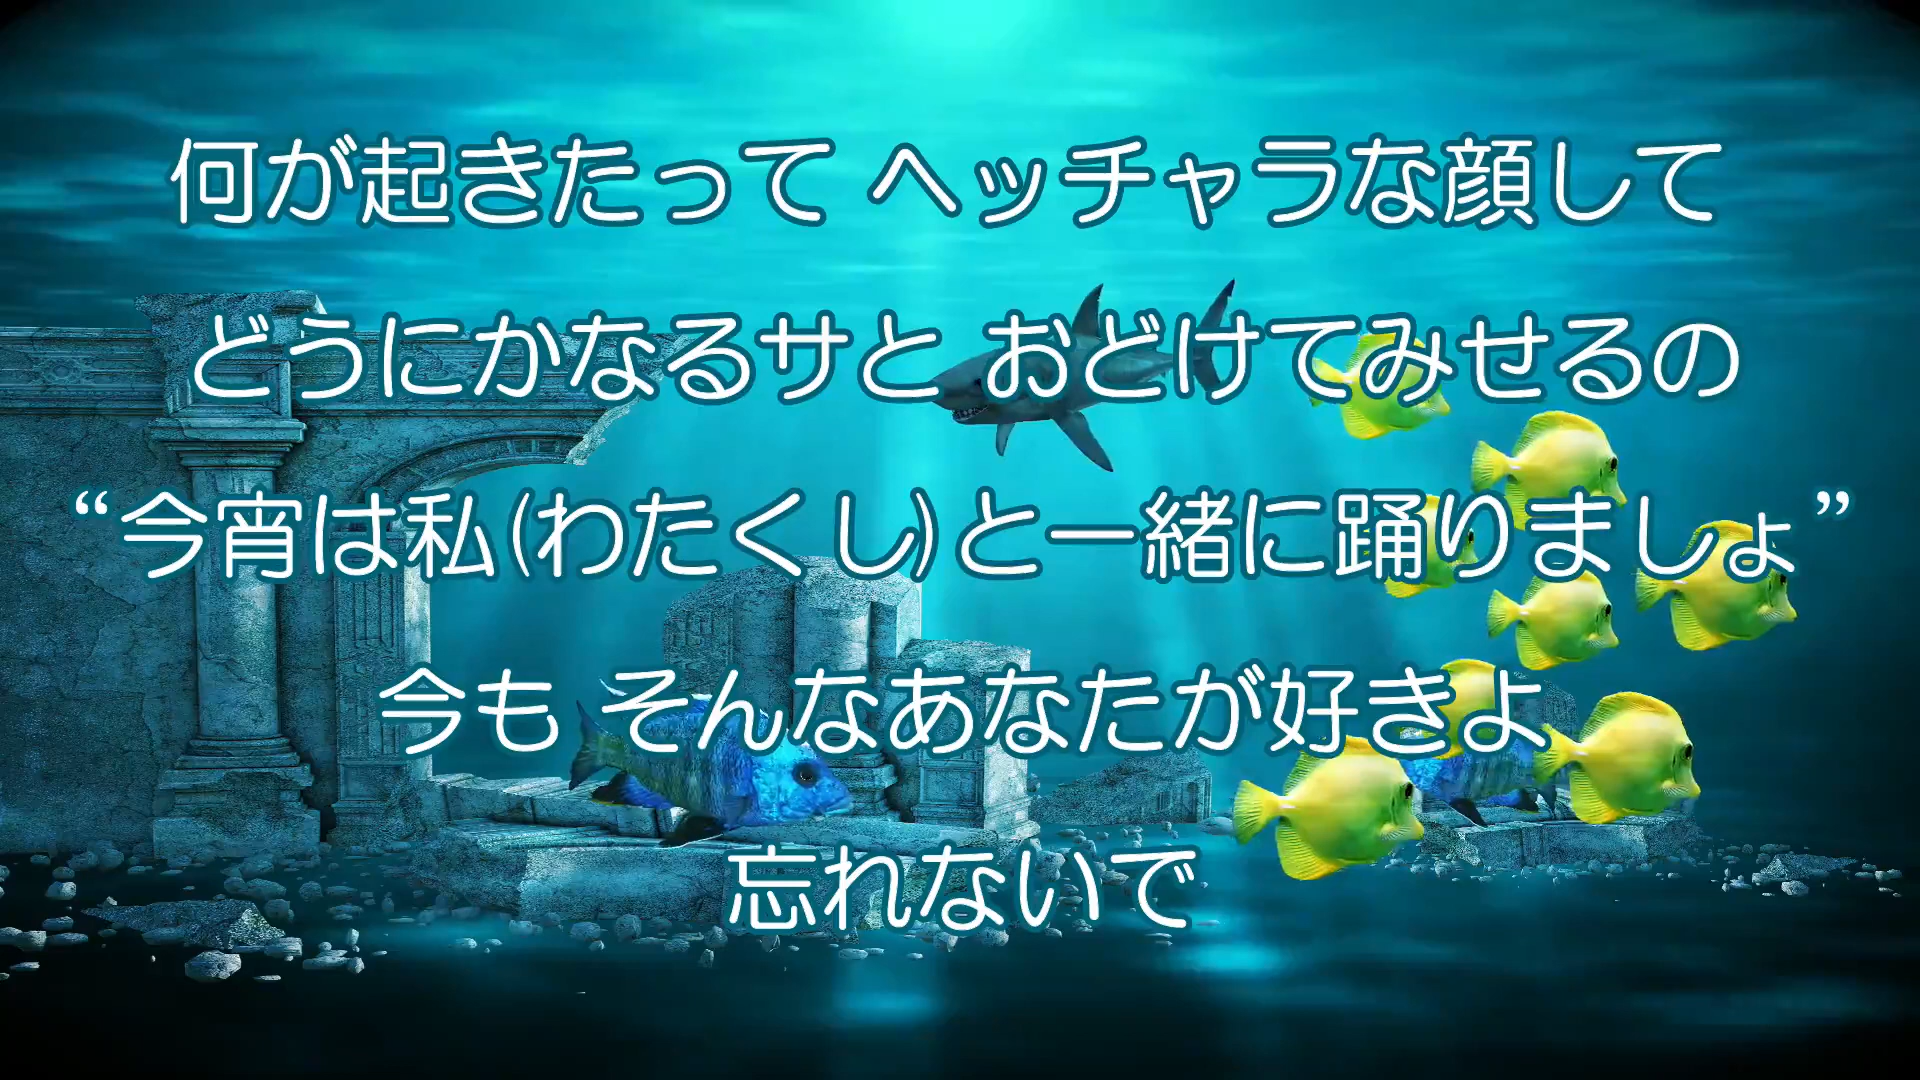 何が起きたって ヘッチャラな顔して
どうにかなるサと おどけてみせるの
“今宵は私(わたくし)と一緒に踊りましょ”
今も そんなあなたが好きよ
忘れないで